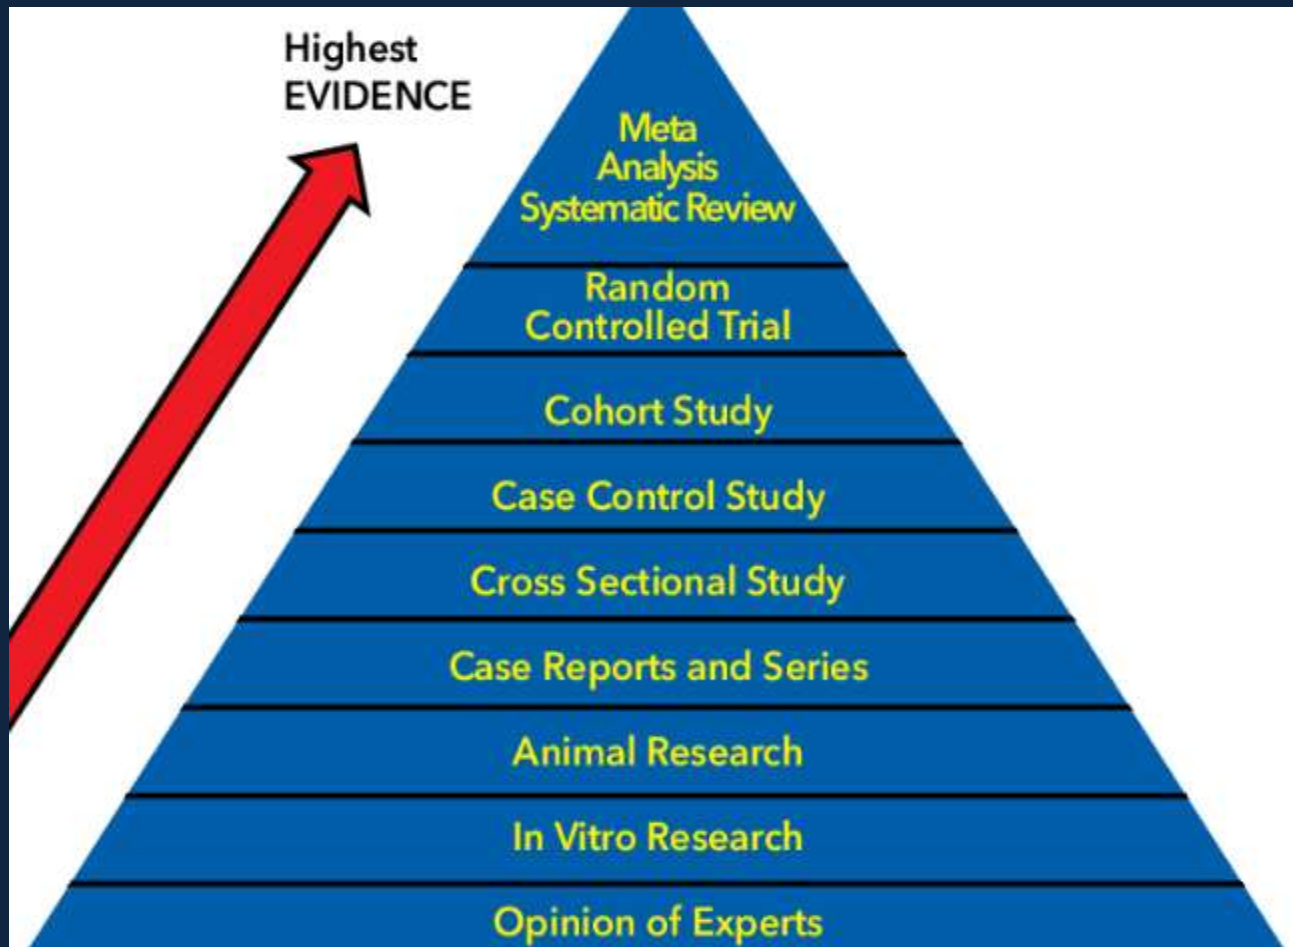 Highest
EVIDENCE
Meta
Analysis
Systematic Review
Random
Controlled Trial
Cohort Study
Case Control Study
Cross Sectional Study
Case Reports and Series
Animal Research
In Vitro Research
Opinion of Experts